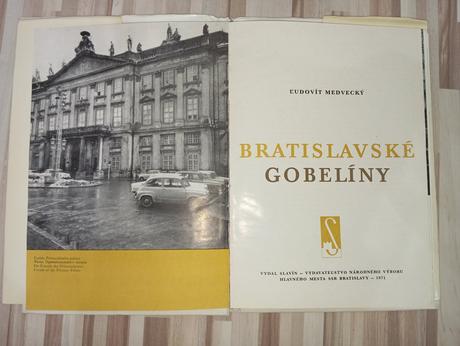 ĽUDOVÍT MEDVECKÝ
BRATISLAVSKÉ
GOBELÍNY
VYDAL SLAVÍN – VYDAVATEĽSTVO NÁRODNÉHO VÝBORU
HLAVNÉHO MESTA SSR BRATISLAVY – 1971